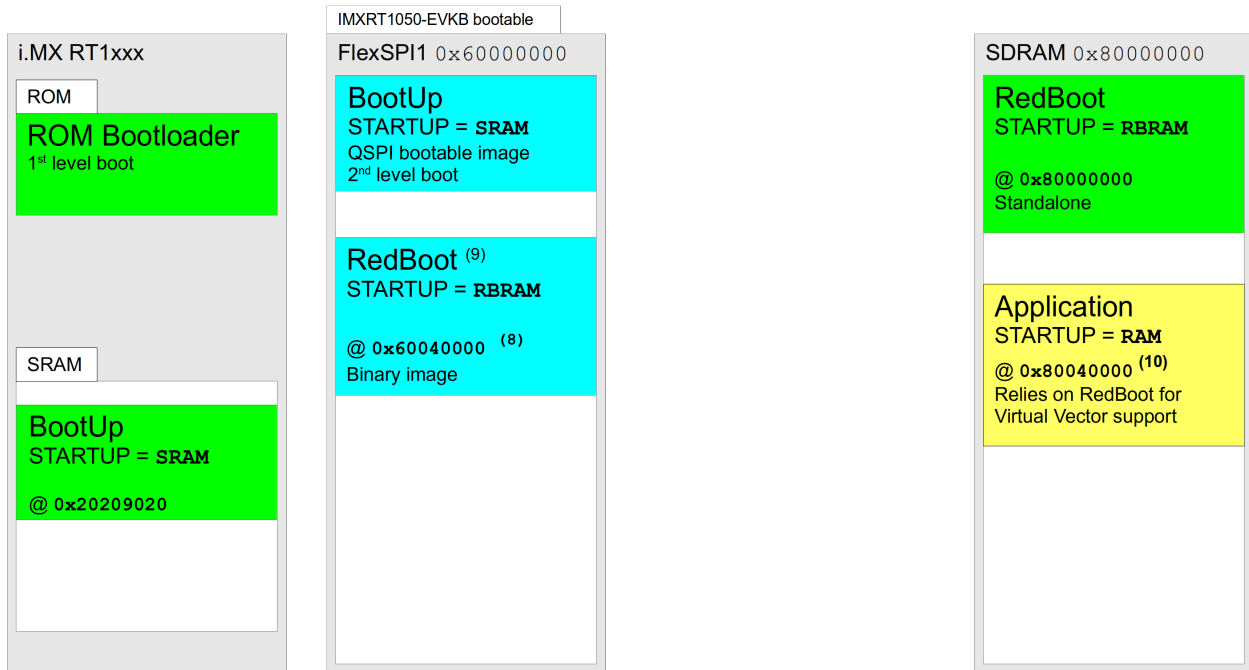 i.MX RT1xxx
ROM
ROM Bootloader
1st level boot
SRAM
BootUp
STARTUP = SRAM
@ 0x20209020
IMXRT1050-EVKB bootable
FlexSPI1 0x60000000
BootUp
STARTUP = SRAM
QSPI bootable image
2nd level boot
RedBoot (9)
STARTUP = RBRAM
@ 0x60040000 (8)
Binary image
SDRAM 0x80000000
RedBoot
STARTUP = RBRAM
@ 0x80000000
Standalone
Application
STARTUP = RAM
@ 0x80040000 (10)
Relies on RedBoot for
Virtual Vector support